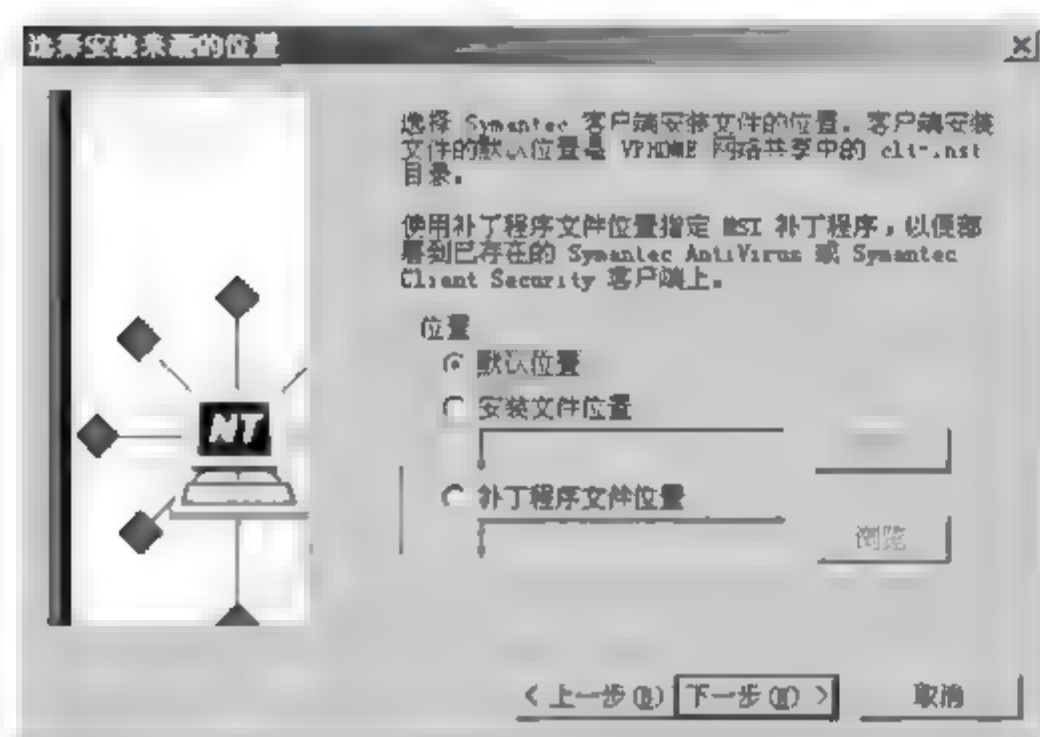 选择安装来源的位置
选择 Symantec 客户端安装文件的位置。客户端安装
文件的默认位置是 VPHOME 网络共享中的 clt-inst
目录。
使用补丁程序文件位置指定 MSI 补丁程序，以便部
署到已存在的 Symantec AntiVirus 或 Symantec
Client Security 客户端上。
位置
默认位置
安装文件位置
补丁程序文件位置
浏览
NT
< 上一步(B)
下一步(N) >
取消